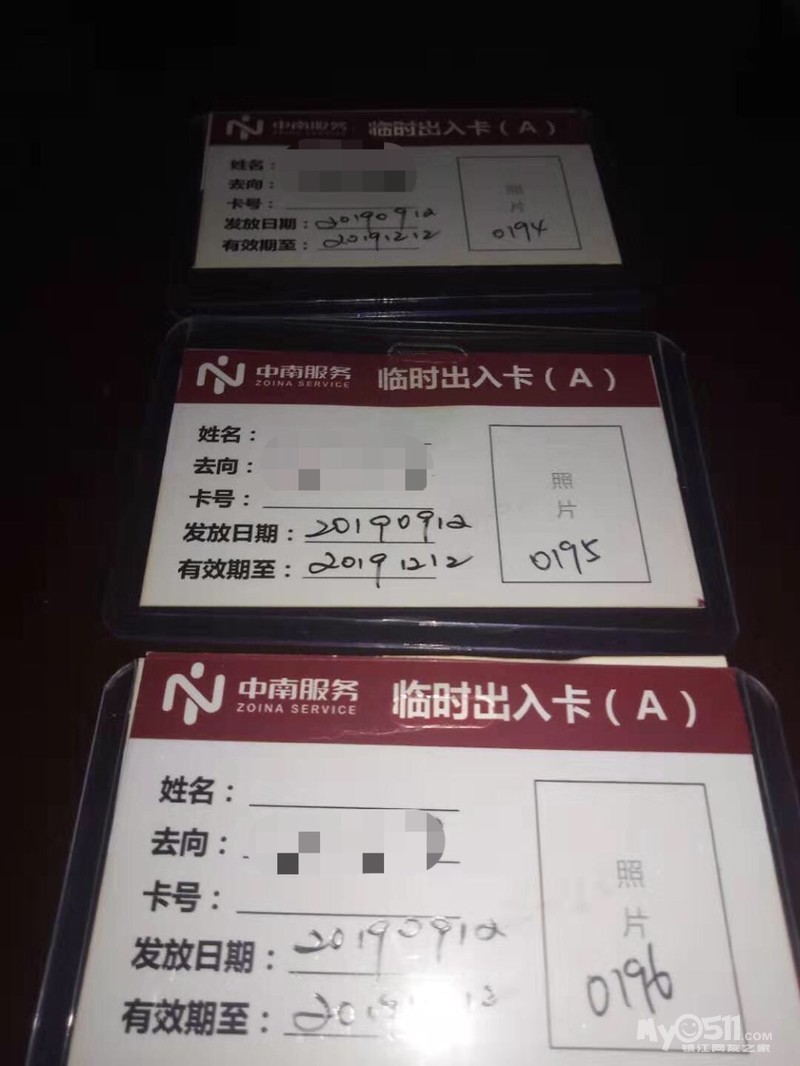 中南服务 临时出入卡(A)
ZOINA SERVICE
姓名:
去向:
卡号:
发放日期:20190912
有效期至:20191212
照
片
0194
中南服务 临时出入卡(A)
ZOINA SERVICE
姓名:
去向:
卡号:
发放日期:20190912
有效期至:20191212
照
片
0195
中南服务 临时出入卡(A)
ZOINA SERVICE
姓名:
去向:
卡号:
发放日期:20190912
有效期至:
照
片
0196
My0511.COM
镇江网友之家